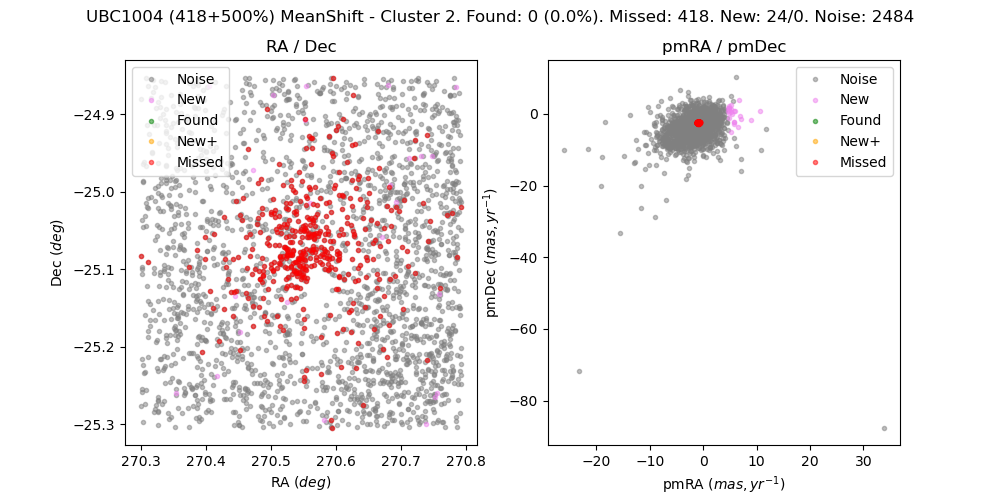 UBC1004 (418+500%) MeanShift - Cluster 2. Found: 0 (0.0%). Missed: 418. New: 24/0. Noise: 2484
RA / Dec
pmRA / pmDec
Noise
New
Found
New+
Missed
Noise
New
Found
New+
Missed
−24.9
−25.0
−25.1
−25.2
−25.3
Dec (deg)
270.3 270.4 270.5 270.6 270.7 270.8
RA (deg)
0
−20
−40
−60
−80
pmDec (mas, yr⁻¹)
−20 −10 0 10 20 30
pmRA (mas, yr⁻¹)